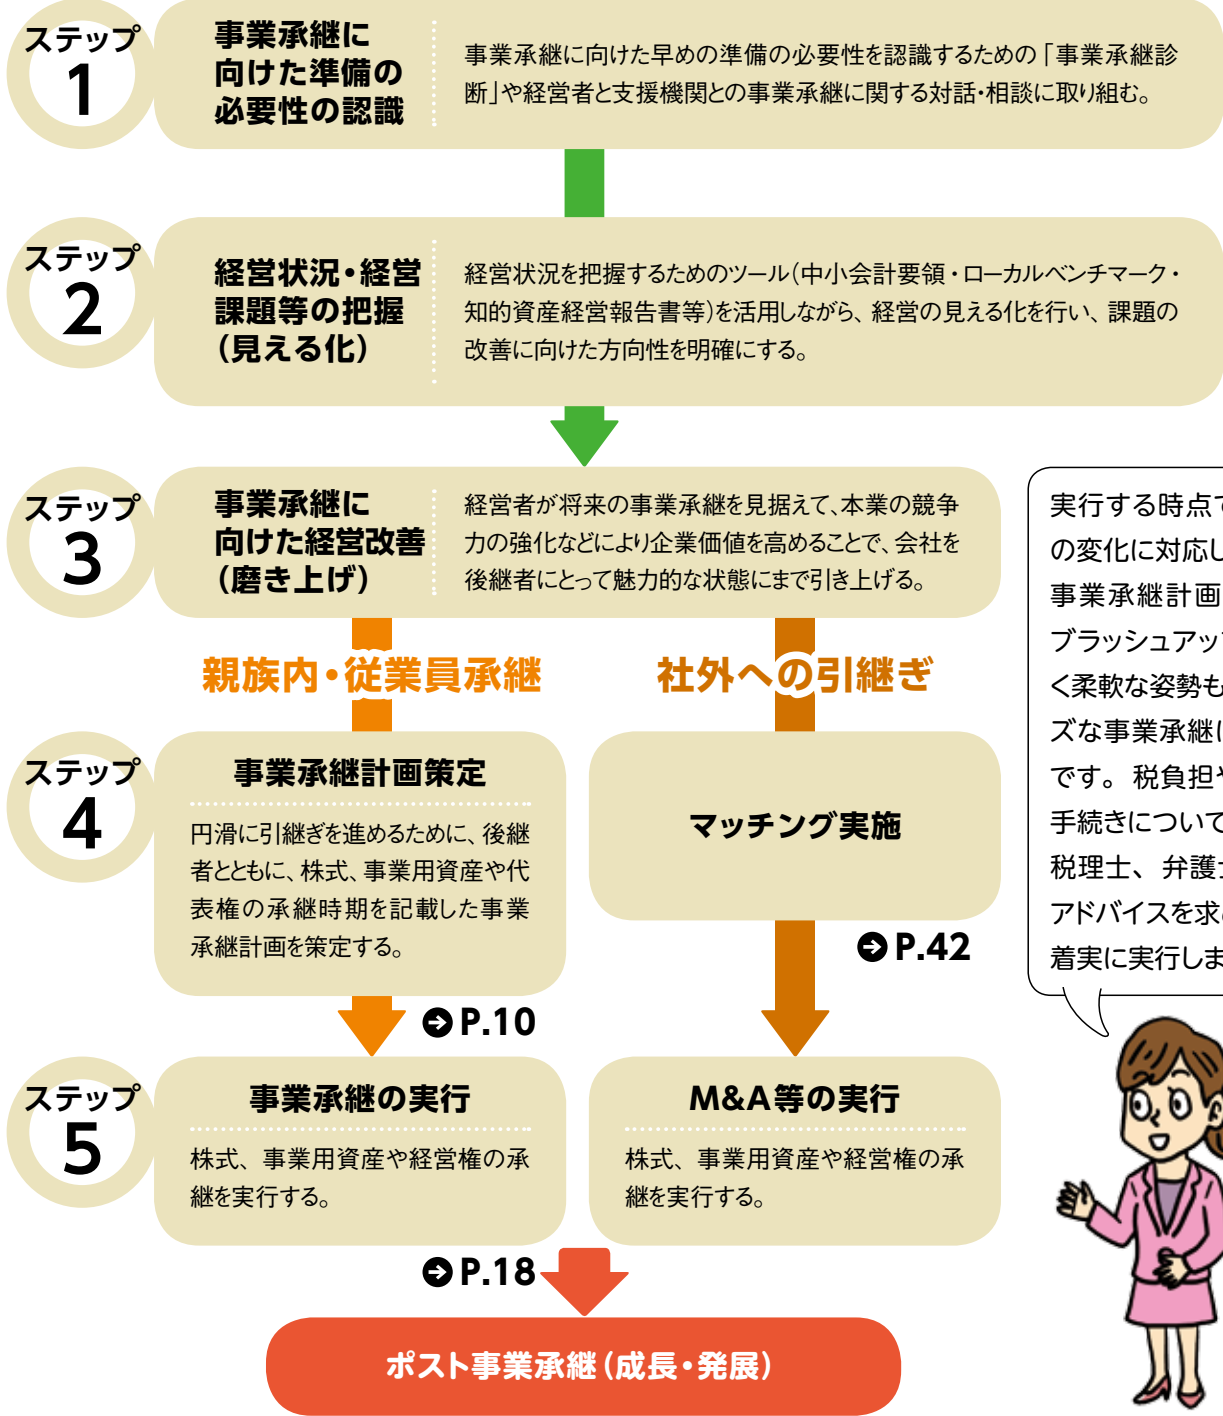 ステップ
1
事業承継に
向けた準備の
必要性の認識
事業承継に向けた早めの準備の必要性を認識するための「事業承継診
断」や経営者と支援機関との事業承継に関する対話・相談に取り組む。
ステップ
2
経営状況・経営
課題等の把握
(見える化)
経営状況を把握するためのツール(中小会計要領・ローカルベンチマーク・
知的資産経営報告書等)を活用しながら、経営の見える化を行い、課題の
改善に向けた方向性を明確にする。
ステップ
3
事業承継に
向けた経営改善
(磨き上げ)
経営者が将来の事業承継を見据えて、本業の競争
力の強化などにより企業価値を高めることで、会社を
後継者にとって魅力的な状態にまで引き上げる。
親族内・従業員承継
社外への引継ぎ
ステップ
4
事業承継計画策定
円滑に引継ぎを進めるために、後継
者とともに、株式、事業用資産や代
表権の承継時期を記載した事業
承継計画を策定する。
P.10
マッチング実施
P.42
ステップ
5
事業承継の実行
株式、事業用資産や経営権の承
継を実行する。
P.18
M&A等の実行
株式、事業用資産や経営権の承
継を実行する。
ポスト事業承継(成長・発展)
実行する時点で
の変化に対応し
事業承継計画
ブラッシュアップ
く柔軟な姿勢も
ズな事業承継に
です。税負担や
手続きについて
税理士、弁護士
アドバイスを求め
着実に実行しま